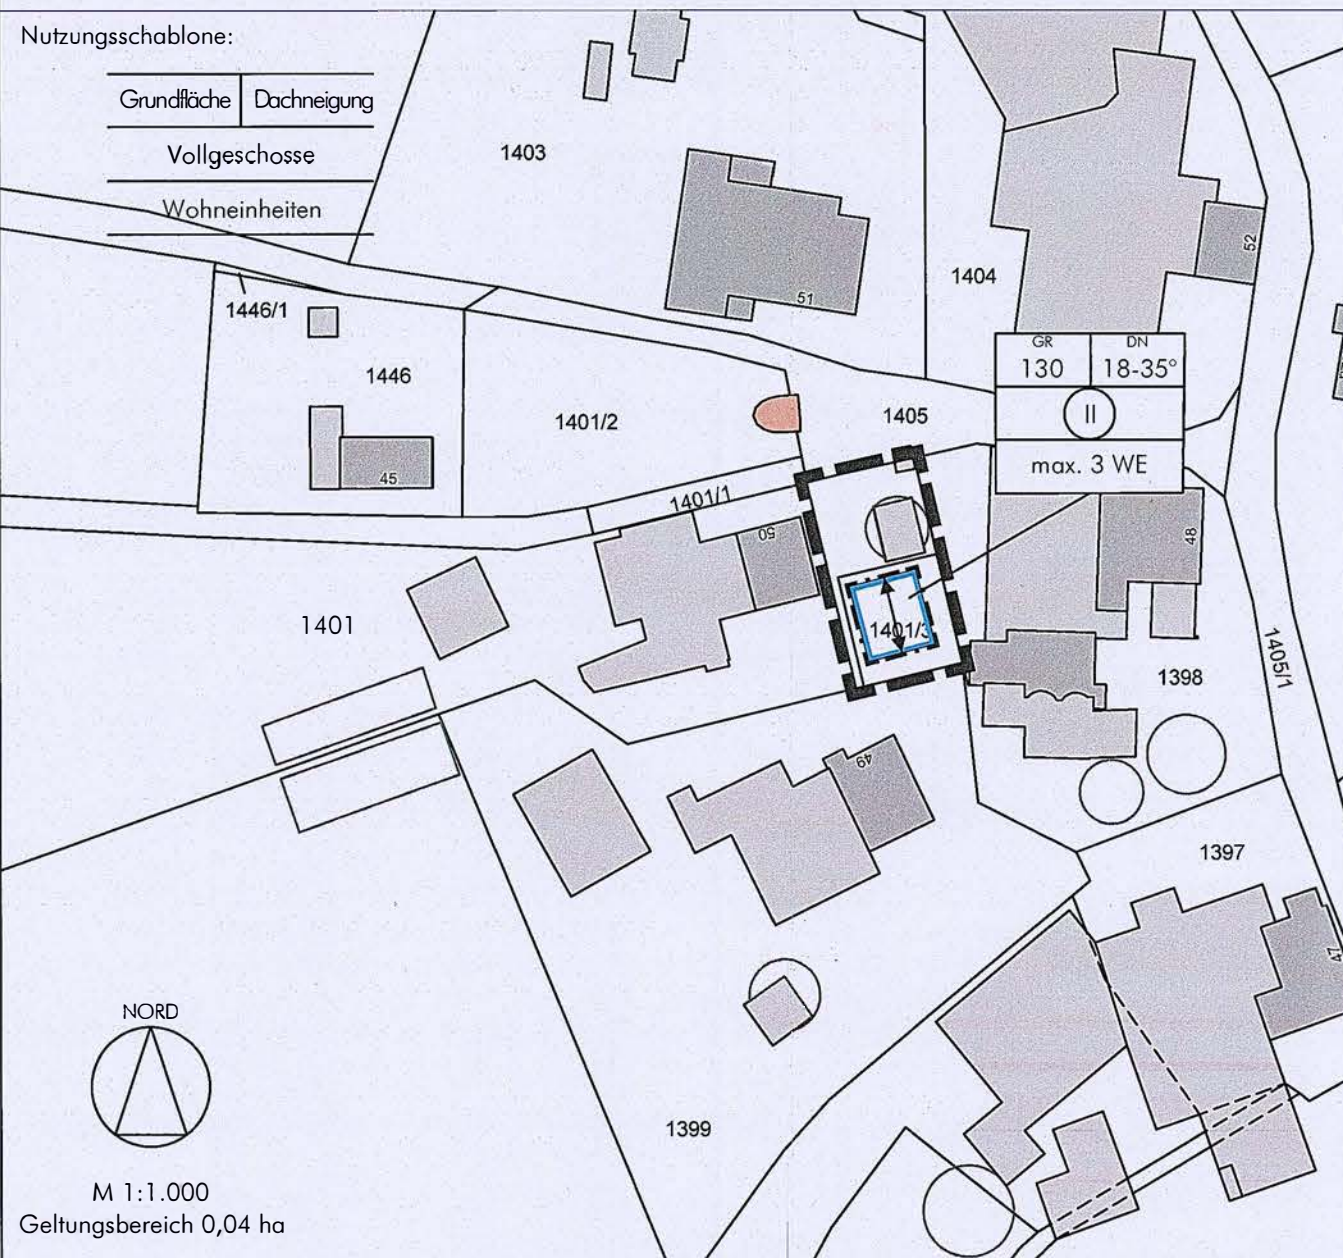 Nutzungsschablone:
Grundfläche Dachneigung
Vollgeschosse
Wohneinheiten
1403
1404
52
51
1446/1
1446
45
1401/2
1405
GR DN
130 18-35°
II
max. 3 WE
1401/1
50
48
1401
1401/3
1398
1405/1
49
1397
47
1399
NORD
M 1:1.000
Geltungsbereich 0,04 ha